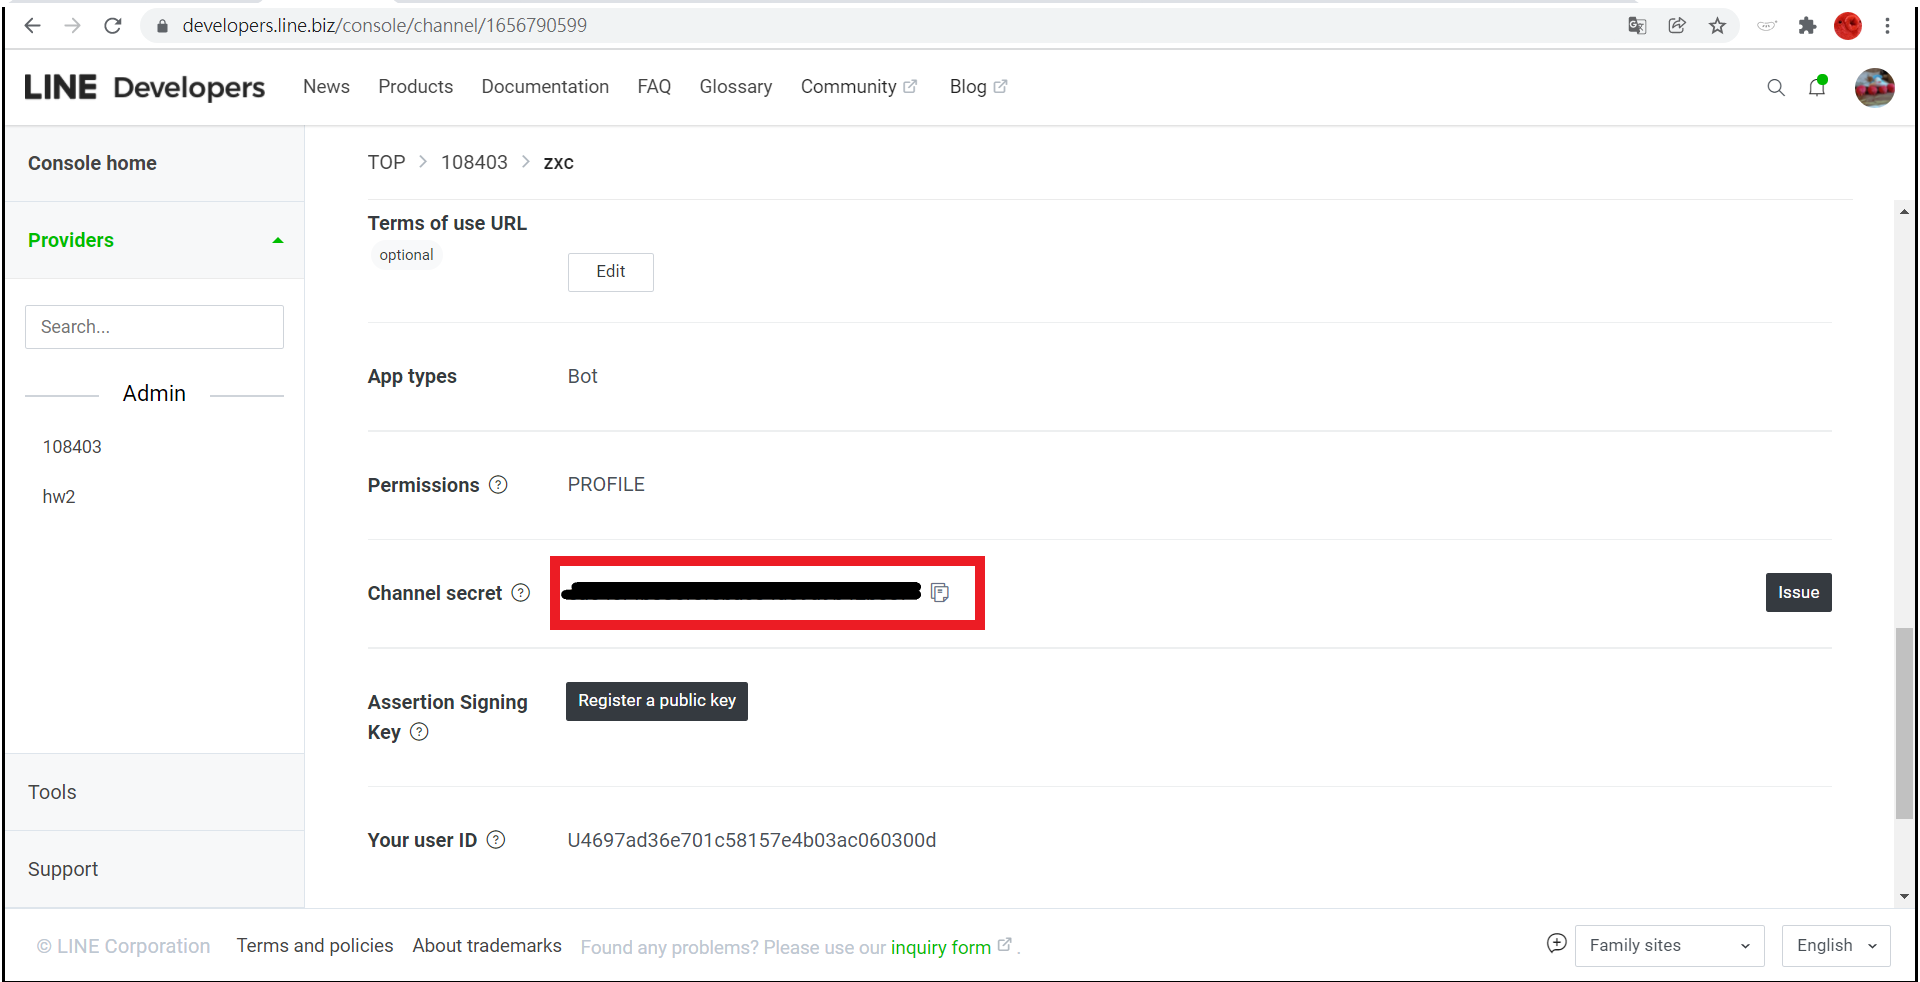 developers.line.biz/console/channel/1656790599
LINE Developers News Products Documentation FAQ Glossary Community Blog
Console home
Providers
Search...
Admin
108403
hw2
Tools
Support
TOP > 108403 > zxc
Terms of use URL
optional
Edit
App types Bot
Permissions ? PROFILE
Channel secret ? Issue
Assertion Signing
Key ? Register a public key
Your user ID ? U4697ad36e701c58157e4b03ac060300d
© LINE Corporation Terms and policies About trademarks Found any problems? Please use our inquiry form . Family sites English